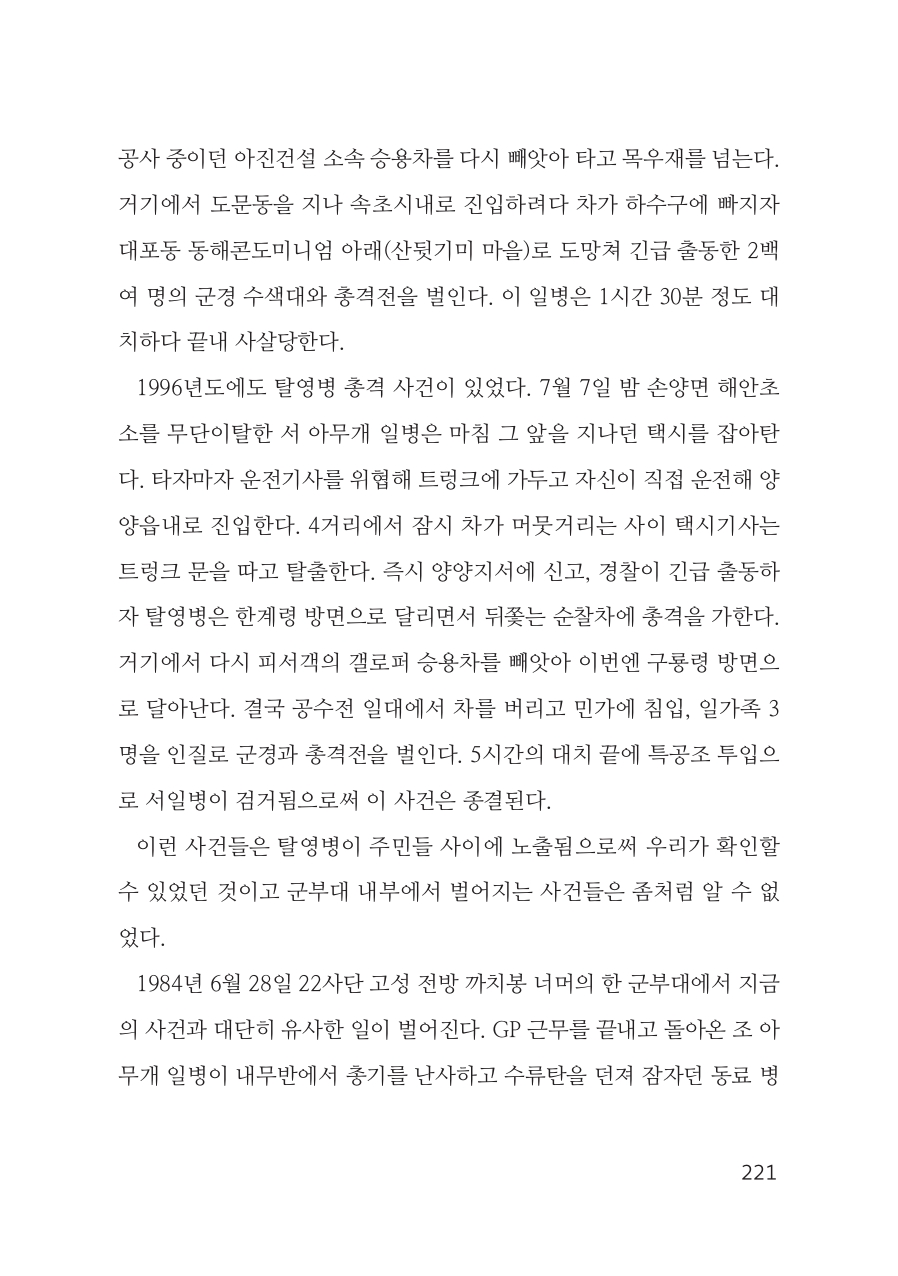 공사 중이던 아진건설 소속 승용차를 다시 빼앗아 타고 목우재를 넘는다.
거기에서 도문동을 지나 속초시내로 진입하려다 차가 하수구에 빠지자
대포동 동해콘도미니엄 아래(산뒷기미 마을)로 도망쳐 긴급 출동한 2백
여 명의 군경 수색대와 총격전을 벌인다. 이 일병은 1시간 30분 정도 대
치하다 끝내 사살당한다.
1996년도에도 탈영병 총격 사건이 있었다. 7월 7일 밤 손양면 해안초
소를 무단이탈한 서 아무개 일병은 마침 그 앞을 지나던 택시를 잡아탄
다. 타자마자 운전기사를 위협해 트렁크에 가두고 자신이 직접 운전해 양
양읍내로 진입한다. 4거리에서 잠시 차가 머뭇거리는 사이 택시기사는
트렁크 문을 따고 탈출한다. 즉시 양양지서에 신고, 경찰이 긴급 출동하
자 탈영병은 한계령 방면으로 달리면서 뒤쫓는 순찰차에 총격을 가한다.
거기에서 다시 피서객의 갤로퍼 승용차를 빼앗아 이번엔 구룡령 방면으
로 달아난다. 결국 공수전 일대에서 차를 버리고 민가에 침입, 일가족 3
명을 인질로 군경과 총격전을 벌인다. 5시간의 대치 끝에 특공조 투입으
로 서일병이 검거됨으로써 이 사건은 종결된다.
이런 사건들은 탈영병이 주민들 사이에 노출됨으로써 우리가 확인할
수 있었던 것이고 군부대 내부에서 벌어지는 사건들은 좀처럼 알 수 없
었다.
1984년 6월 28일 22사단 고성 전방 까치봉 너머의 한 군부대에서 지금
의 사건과 대단히 유사한 일이 벌어진다. GP 근무를 끝내고 돌아온 조 아
무개 일병이 내무반에서 총기를 난사하고 수류탄을 던져 잠자던 동료 병
221